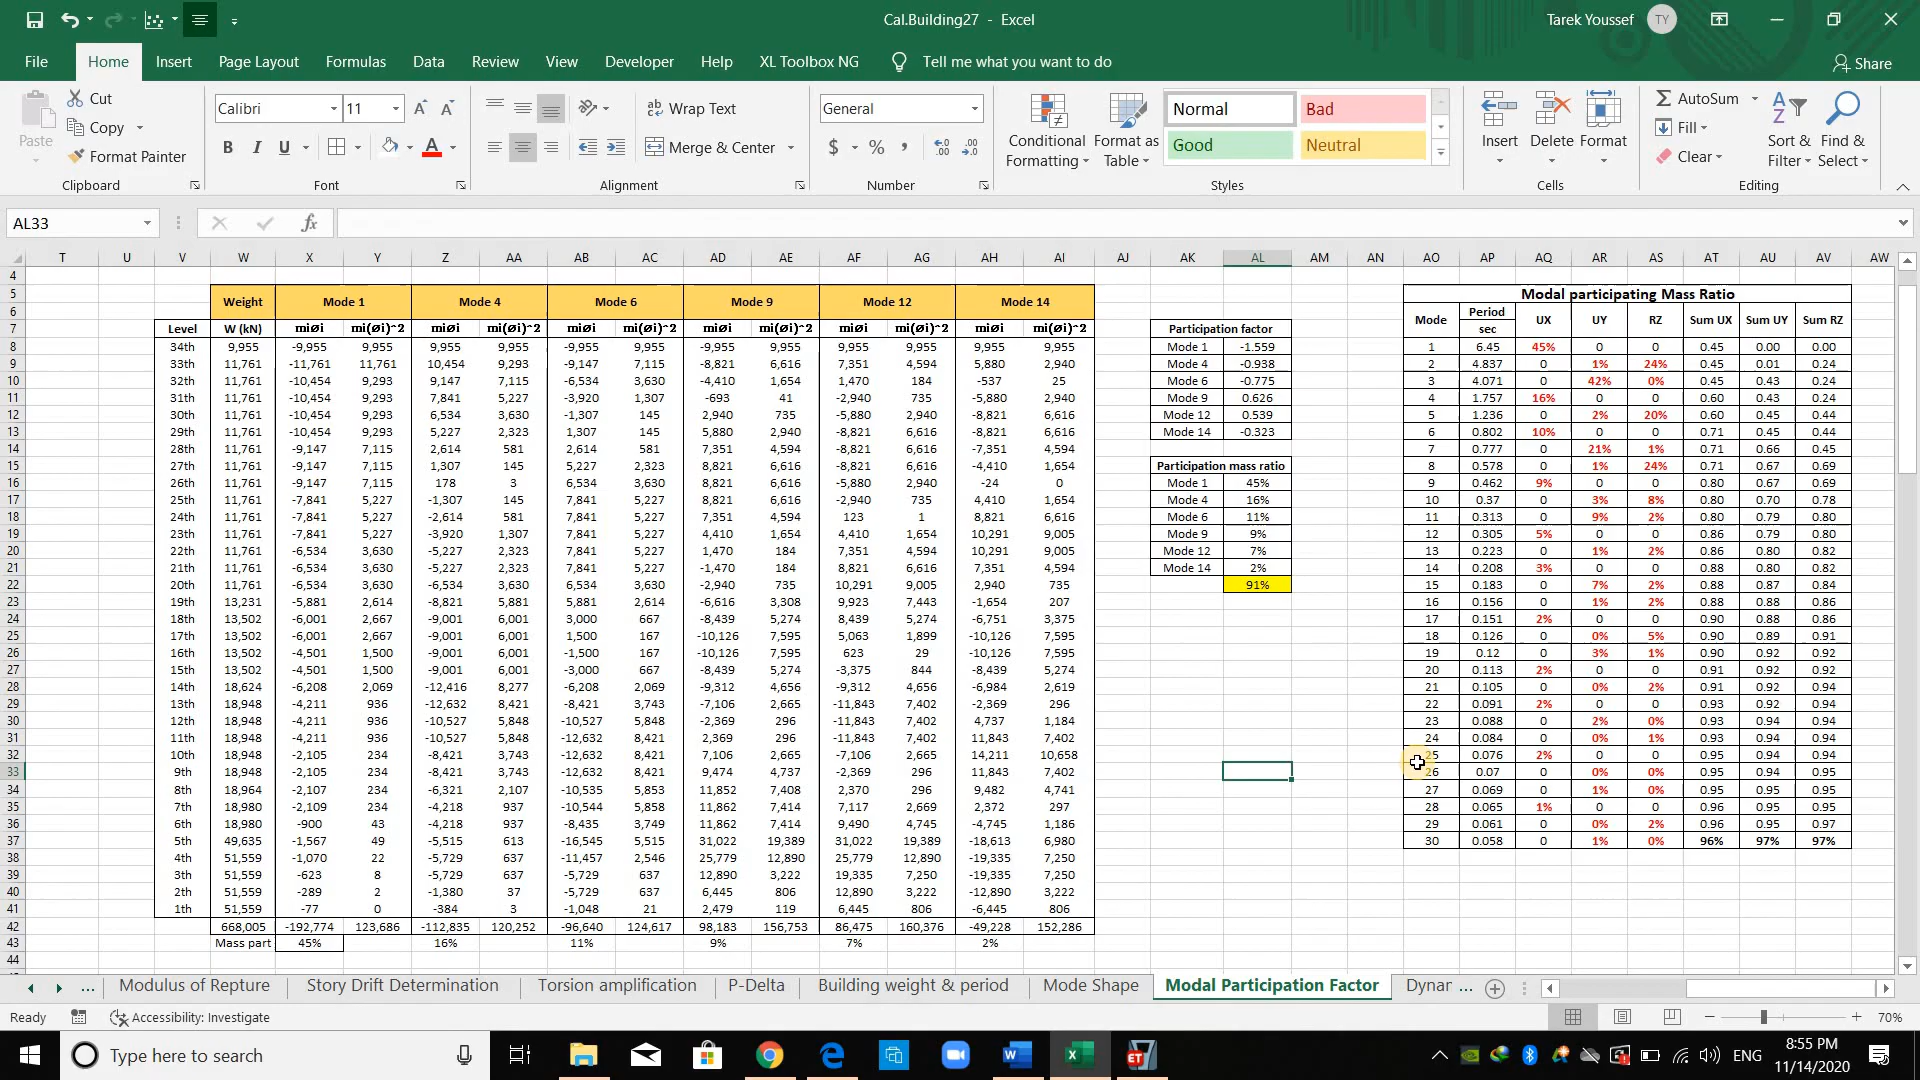 Cal.Building27 - Excel
Tarek Youssef TY
File Home Insert Page Layout Formulas Data Review View Developer Help XL Toolbox NG Tell me what you want to do Share
Paste Cut Copy Format Painter Clipboard
Calibri 11 B I U A Font
Wrap Text Merge & Center Alignment
General $ % , Number
Conditional Formatting Format as Table Normal Bad Good Neutral Styles
Insert Delete Format Cells
AutoSum Fill Clear Sort & Filter Find & Select Editing
AL33 fx
T U V W X Y Z AA AB AC AD AE AF AG AH AI AJ AK AL AM AN AO AP AQ AR AS AT AU AV AW
Weight Mode 1 Mode 4 Mode 6 Mode 9 Mode 12 Mode 14
Level W (kN) miøi mi(øi)^2 miøi mi(øi)^2 miøi mi(øi)^2 miøi mi(øi)^2 miøi mi(øi)^2 miøi mi(øi)^2
34th 9,955 -9,955 9,955 9,955 9,955 -9,955 9,955 -9,955 9,955 9,955 9,955 9,955 9,955
33th 11,761 -11,761 11,761 10,454 9,293 -9,147 7,115 -8,821 6,616 7,351 4,594 5,880 2,940
32th 11,761 -10,454 9,293 9,147 7,115 -6,534 3,630 -4,410 1,654 1,470 184 -537 25
31th 11,761 -10,454 9,293 7,841 5,227 -3,920 1,307 -693 41 -2,940 735 -5,880 2,940
30th 11,761 -10,454 9,293 6,534 3,630 -1,307 145 2,940 735 -5,880 2,940 -8,821 6,616
29th 11,761 -10,454 9,293 5,227 2,323 1,307 145 5,880 2,940 -8,821 6,616 -8,821 6,616
28th 11,761 -9,147 7,115 2,614 581 2,614 581 7,351 4,594 -8,821 6,616 -7,351 4,594
27th 11,761 -9,147 7,115 1,307 145 5,227 2,323 8,821 6,616 -8,821 6,616 -4,410 1,654
26th 11,761 -9,147 7,115 178 3 6,534 3,630 8,821 6,616 -5,880 2,940 -24 0
25th 11,761 -7,841 5,227 -1,307 145 7,841 5,227 8,821 6,616 -2,940 735 4,410 1,654
24th 11,761 -7,841 5,227 -2,614 581 7,841 5,227 7,351 4,594 123 1 8,821 6,616
23th 11,761 -7,841 5,227 -3,920 1,307 7,841 5,227 4,410 1,654 4,410 1,654 10,291 9,005
22th 11,761 -6,534 3,630 -5,227 2,323 7,841 5,227 1,470 184 7,351 4,594 10,291 9,005
21th 11,761 -6,534 3,630 -5,227 2,323 7,841 5,227 -1,470 184 8,821 6,616 7,351 4,594
20th 11,761 -6,534 3,630 -6,534 3,630 6,534 3,630 -2,940 735 10,291 9,005 2,940 735
19th 13,231 -5,881 2,614 -8,821 5,881 5,881 2,614 -6,616 3,308 9,923 7,443 -1,654 207
18th 13,502 -6,001 2,667 -9,001 6,001 3,000 667 -8,439 5,274 8,439 5,274 -6,751 3,375
17th 13,502 -6,001 2,667 -9,001 6,001 1,500 167 -10,126 7,595 5,063 1,899 -10,126 7,595
16th 13,502 -4,501 1,500 -9,001 6,001 -1,500 167 -10,126 7,595 623 29 -10,126 7,595
15th 13,502 -4,501 1,500 -9,001 6,001 -3,000 667 -8,439 5,274 -3,375 844 -8,439 5,274
14th 18,624 -6,208 2,069 -12,416 8,277 -6,208 2,069 -9,312 4,656 -9,312 4,656 -6,984 2,619
13th 18,948 -4,211 936 -12,632 8,421 -8,421 3,743 -7,106 2,665 -11,843 7,402 -2,369 296
12th 18,948 -4,211 936 -10,527 5,848 -10,527 5,848 -2,369 296 -11,843 7,402 4,737 1,184
11th 18,948 -4,211 936 -10,527 5,848 -12,632 8,421 2,369 296 -11,843 7,402 11,843 7,402
10th 18,948 -2,105 234 -8,421 3,743 -12,632 8,421 7,106 2,665 -7,106 2,665 14,211 10,658
9th 18,948 -2,105 234 -8,421 3,743 -12,632 8,421 9,474 4,737 -2,369 296 11,843 7,402
8th 18,964 -2,107 234 -6,321 2,107 -10,535 5,853 11,852 7,408 2,370 296 9,482 4,741
7th 18,980 -2,109 234 -4,218 937 -10,544 5,858 11,862 7,414 7,117 2,669 2,372 297
6th 18,980 -900 43 -4,218 937 -8,435 3,749 11,862 7,414 9,490 4,745 -4,745 1,186
5th 49,635 -1,567 49 -5,515 613 -16,545 5,515 31,022 19,389 31,022 19,389 -18,613 6,980
4th 51,559 -1,070 22 -5,729 637 -11,457 2,546 25,779 12,890 25,779 12,890 -19,335 7,250
3th 51,559 -623 8 -5,729 637 -5,729 637 12,890 3,222 19,335 7,250 -19,335 7,250
2th 51,559 -289 2 -1,380 37 -5,729 637 6,445 806 12,890 3,222 -12,890 3,222
1th 51,559 -77 0 -384 3 -1,048 21 2,479 119 6,445 806 -6,445 806
668,005 -192,774 123,686 -112,835 120,252 -96,640 124,617 98,183 156,753 86,475 160,376 -49,228 152,286
Mass part 45% 16% 11% 9% 7% 2%
Participation factor
Mode 1 -1.559
Mode 4 -0.938
Mode 6 -0.775
Mode 9 0.626
Mode 12 0.539
Mode 14 -0.323
Participation mass ratio
Mode 1 45%
Mode 4 16%
Mode 6 11%
Mode 9 9%
Mode 12 7%
Mode 14 2%
91%
Modal participating Mass Ratio
Mode Period sec UX UY RZ Sum UX Sum UY Sum RZ
1 6.45 45% 0 0 0.45 0.00 0.00
2 4.837 0 1% 24% 0.45 0.01 0.24
3 4.071 0 42% 0% 0.45 0.43 0.24
4 1.757 16% 0 0 0.60 0.43 0.24
5 1.236 0 2% 20% 0.60 0.45 0.44
6 0.802 10% 0 0 0.71 0.45 0.44
7 0.777 0 21% 1% 0.71 0.66 0.45
8 0.578 0 1% 24% 0.71 0.67 0.69
9 0.462 9% 0 0 0.80 0.67 0.69
10 0.37 0 3% 8% 0.80 0.70 0.78
11 0.313 0 9% 2% 0.80 0.79 0.80
12 0.305 5% 0 0 0.86 0.79 0.80
13 0.223 0 1% 2% 0.86 0.80 0.82
14 0.208 3% 0 0 0.88 0.80 0.82
15 0.183 0 7% 2% 0.88 0.87 0.84
16 0.156 0 1% 2% 0.88 0.88 0.86
17 0.151 2% 0 0 0.90 0.88 0.86
18 0.126 0 0% 5% 0.90 0.89 0.91
19 0.12 0 3% 1% 0.90 0.92 0.92
20 0.113 2% 0 0 0.91 0.92 0.92
21 0.105 0 0% 2% 0.91 0.92 0.94
22 0.091 2% 0 0 0.93 0.92 0.94
23 0.088 0 2% 0% 0.93 0.94 0.94
24 0.084 0 0% 1% 0.93 0.94 0.94
25 0.076 2% 0 0 0.95 0.94 0.94
26 0.07 0 0% 0% 0.95 0.94 0.95
27 0.069 0 1% 0% 0.95 0.95 0.95
28 0.065 1% 0 0 0.96 0.95 0.95
29 0.061 0 0% 2% 0.96 0.95 0.97
30 0.058 0 1% 0% 96% 97% 97%
... Modulus of Repture Story Drift Determination Torsion amplification P-Delta Building weight & period Mode Shape Modal Participation Factor Dynar ...
Ready Accessibility: Investigate 70%
Type here to search ENG 8:55 PM
11/14/2020